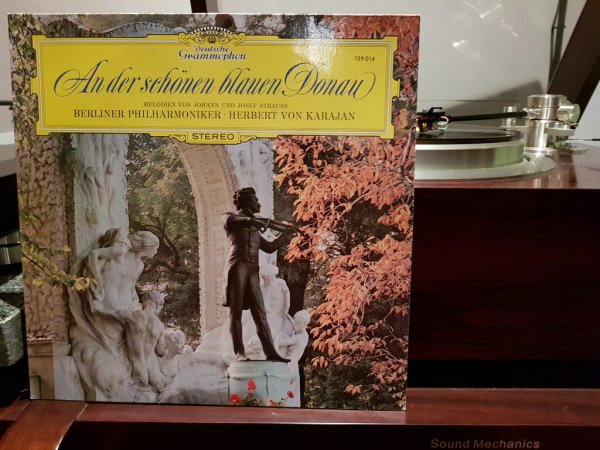 Deutsche
Grammophon
139 014
An der schönen blauen Donau
MELODIEN VON JOHANN UND JOSEF STRAUSS
BERLINER PHILHARMONIKER · HERBERT VON KARAJAN
STEREO
Sound Mechanics